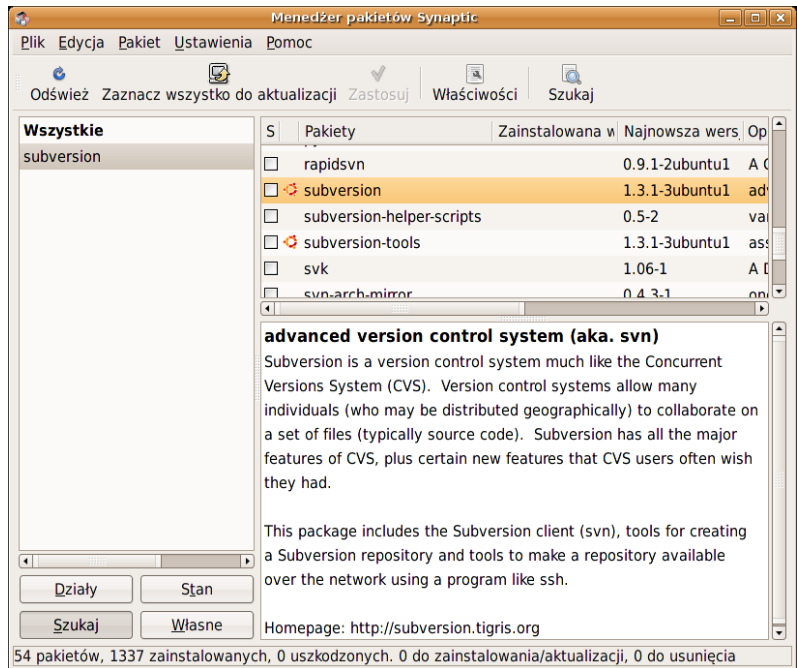 Menedżer pakietów Synaptic
Plik Edycja Pakiet Ustawienia Pomoc
Odśwież Zaznacz wszystko do aktualizacji Zastosuj Właściwości Szukaj
Wszystkie
subversion
S Pakiety Zainstalowana w Najnowsza wers Op
rapidsvn 0.9.1-2ubuntu1 A
subversion 1.3.1-3ubuntu1 adv
subversion-helper-scripts 0.5-2 var
subversion-tools 1.3.1-3ubuntu1 ass
svk 1.06-1 A
svn-arch-mirror 0.4.3-1 one
advanced version control system (aka. svn)
Subversion is a version control system much like the Concurrent
Versions System (CVS). Version control systems allow many
individuals (who may be distributed geographically) to collaborate on
a set of files (typically source code). Subversion has all the major
features of CVS, plus certain new features that CVS users often wish
they had.
This package includes the Subversion client (svn), tools for creating
a Subversion repository and tools to make a repository available
over the network using a program like ssh.
Homepage: http://subversion.tigris.org
Działy Stan
Szukaj Własne
54 pakietów, 1337 zainstalowanych, 0 uszkodzonych. 0 do zainstalowania/aktualizacji, 0 do usunięcia